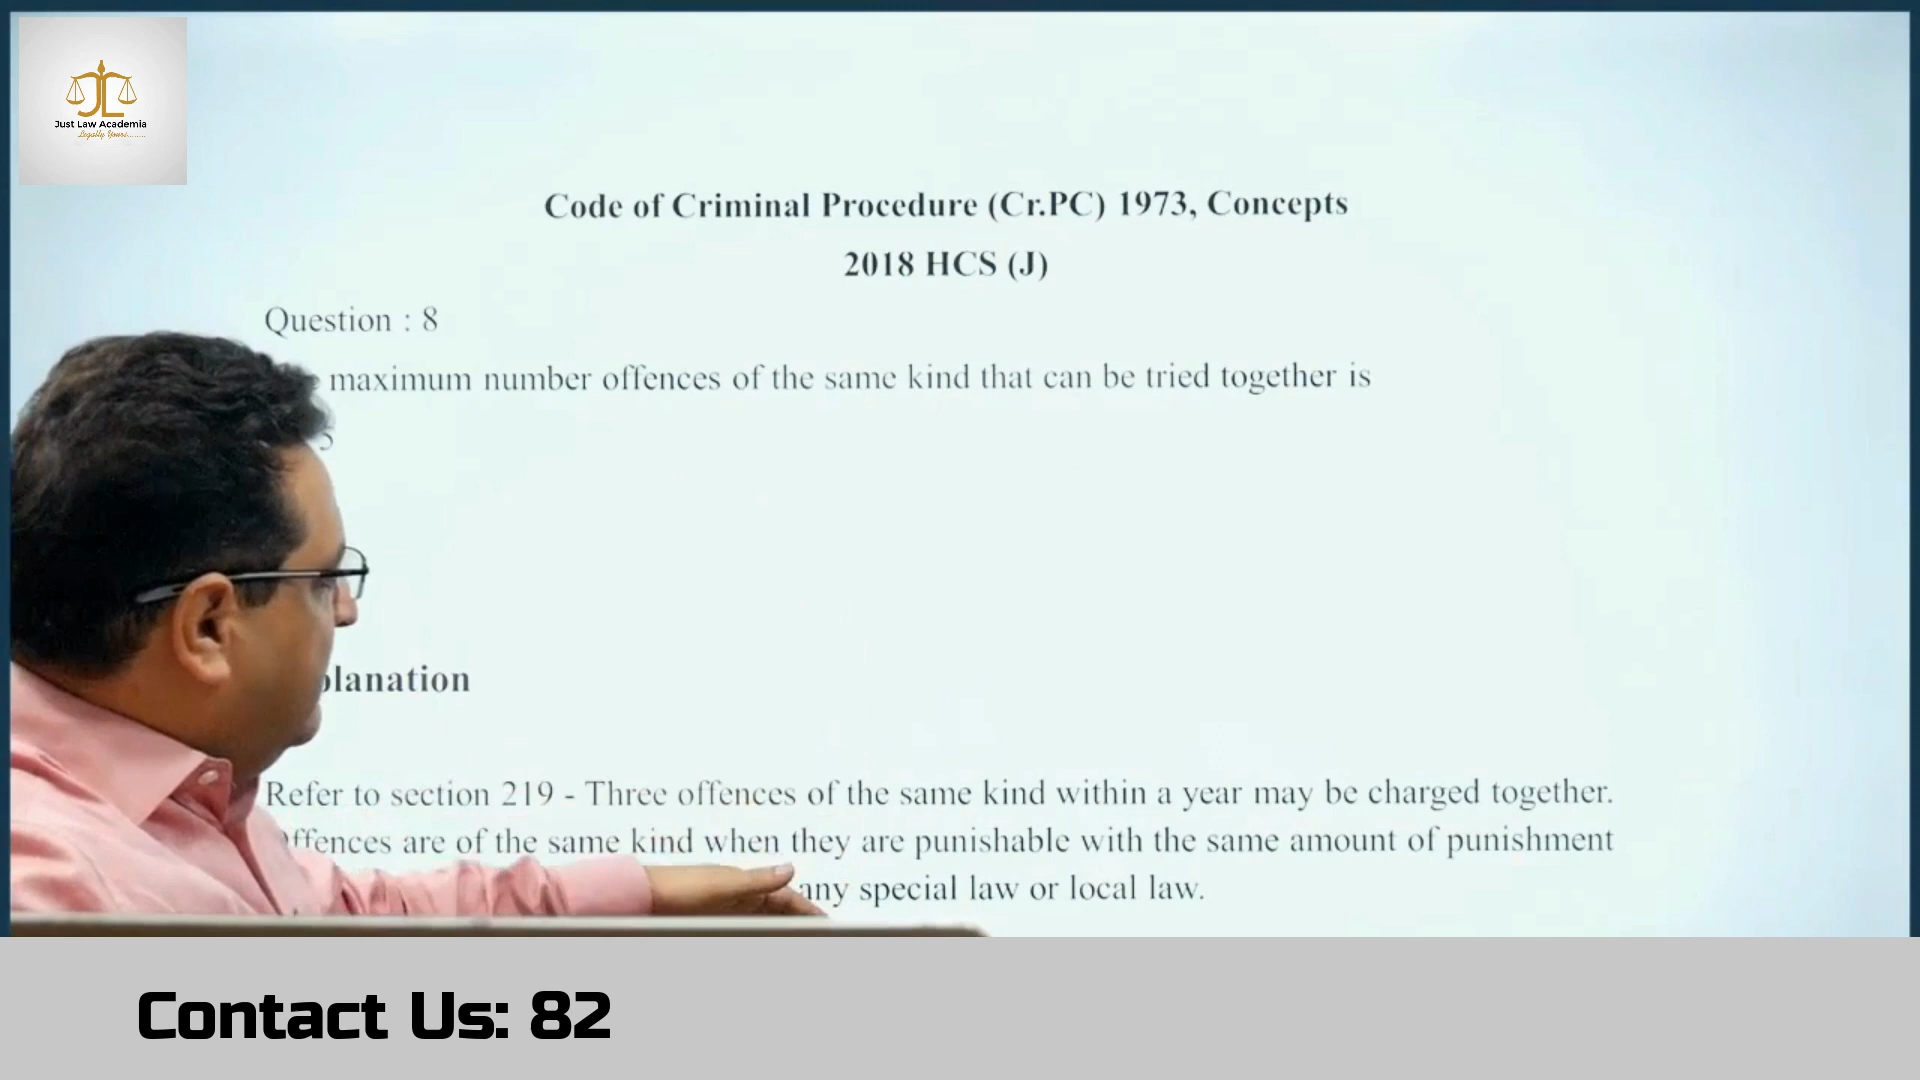 Just Law Academia
Legally Yours........
Code of Criminal Procedure (Cr.PC) 1973, Concepts
2018 HCS (J)
Question : 8
maximum number offences of the same kind that can be tried together is
5
planation
Refer to section 219 - Three offences of the same kind within a year may be charged together.
ffences are of the same kind when they are punishable with the same amount of punishment
any special law or local law.
Contact Us: 82